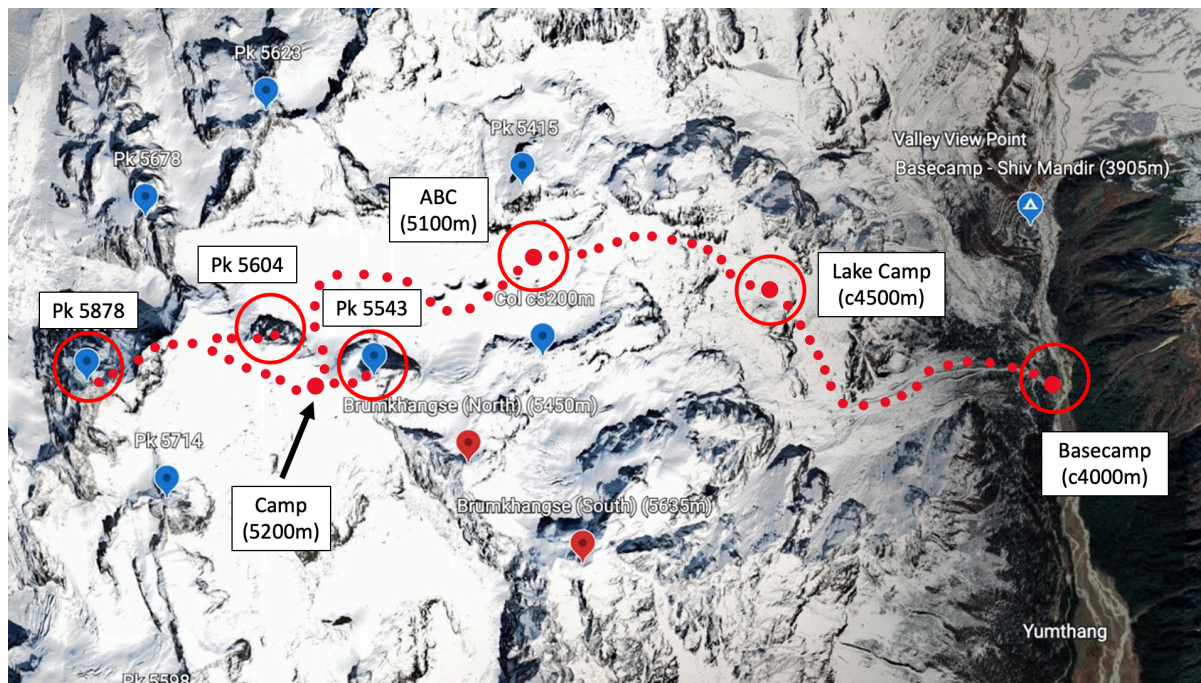 Pk 5623
Pk 5415
Valley View Point
Basecamp - Shiv Mandir (3905m)
Pk 5678
ABC
(5100m)
Pk 5604
Lake Camp
(c4500m)
Col c5200m
Pk 5878
Pk 5543
Brumkhangse (North) (5450m)
Pk 5714
Basecamp
(c4000m)
Camp
(5200m)
Brumkhangse (South) (5635m)
Yumthang
Pk 5598